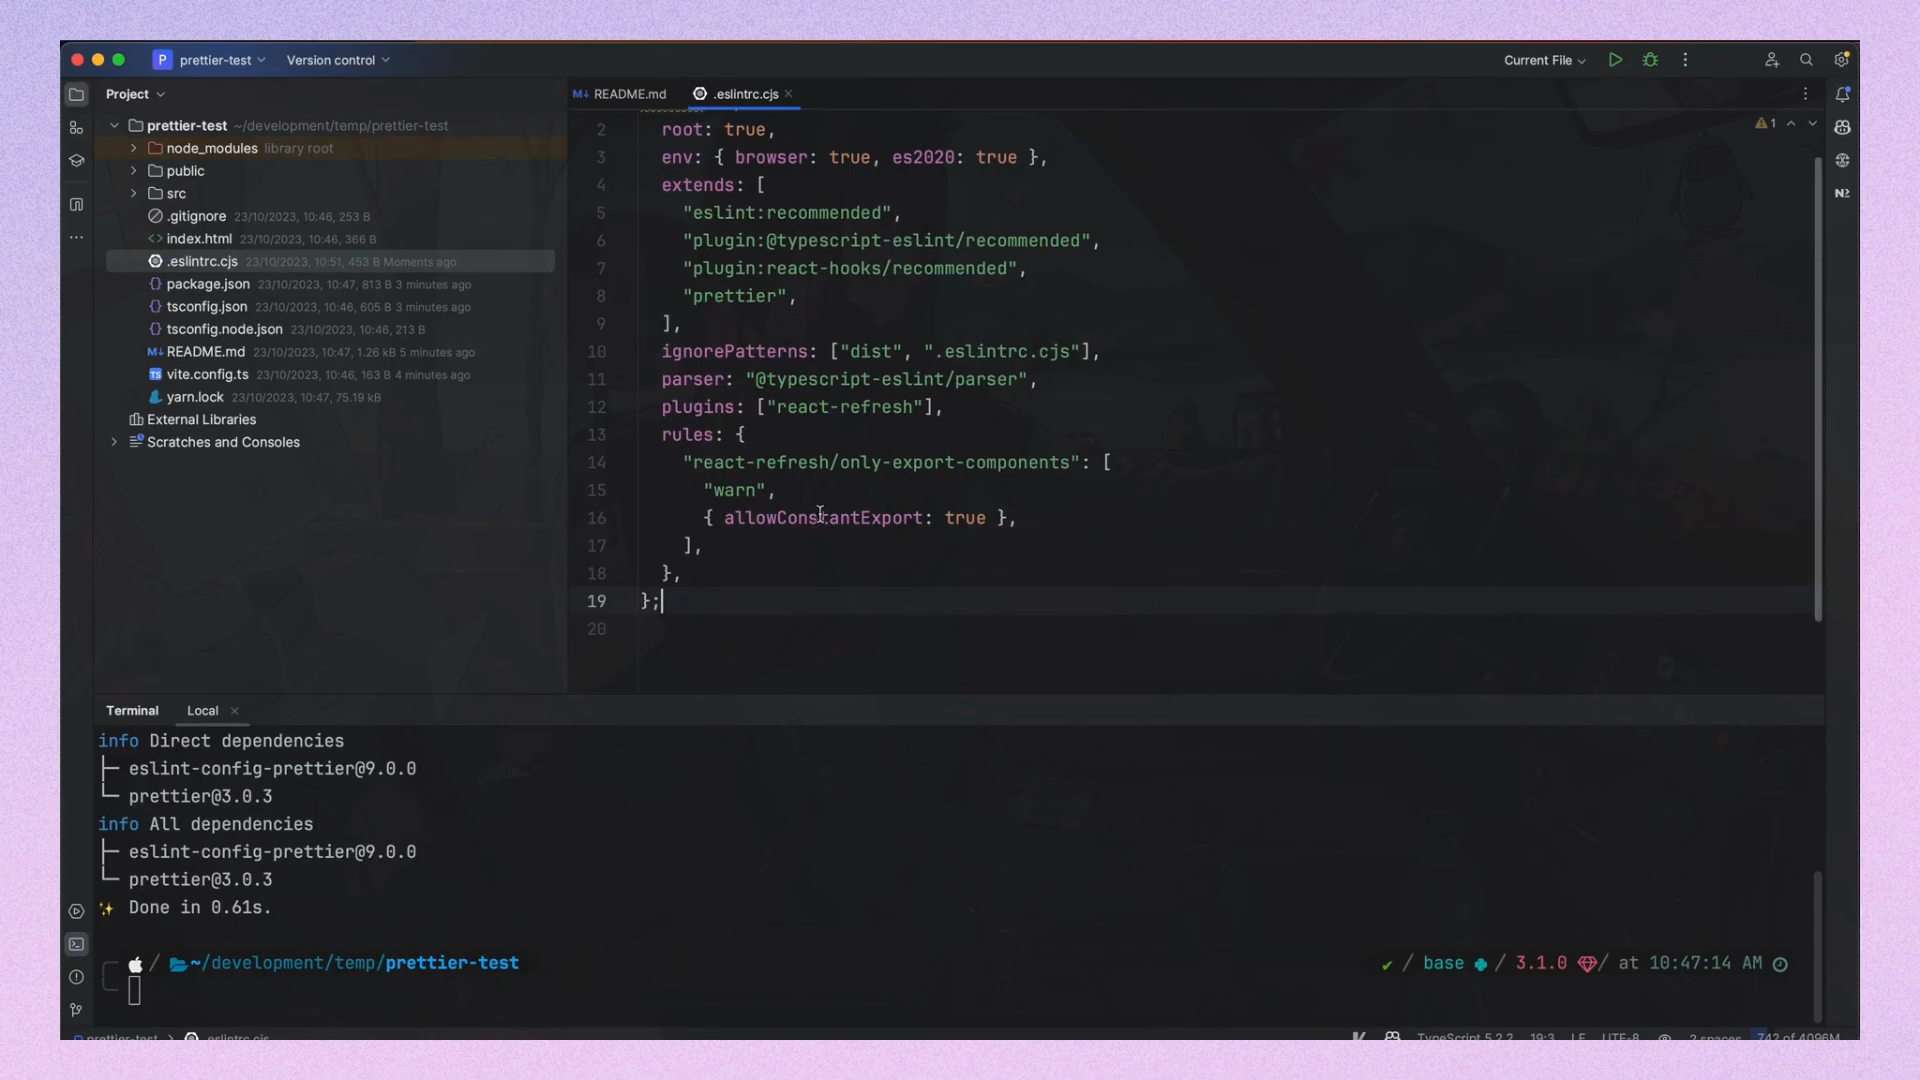 P prettier-test
Version control
Current File
Project
README.md
.eslintrc.cjs
prettier-test ~/development/temp/prettier-test
node_modules library root
public
src
.gitignore 23/10/2023, 10:46, 253 B
<> index.html 23/10/2023, 10:46, 366 B
.eslintrc.cjs 23/10/2023, 10:51, 453 B Moments ago
{} package.json 23/10/2023, 10:47, 813 B 3 minutes ago
{} tsconfig.json 23/10/2023, 10:46, 605 B 3 minutes ago
{} tsconfig.node.json 23/10/2023, 10:46, 213 B
M↓ README.md 23/10/2023, 10:47, 1.26 kB 5 minutes ago
TS vite.config.ts 23/10/2023, 10:46, 163 B 4 minutes ago
yarn.lock 23/10/2023, 10:47, 75.19 kB
External Libraries
Scratches and Consoles
1
2 root: true,
3 env: { browser: true, es2020: true },
4 extends: [
5 "eslint:recommended",
6 "plugin:@typescript-eslint/recommended",
7 "plugin:react-hooks/recommended",
8 "prettier",
9 ],
10 ignorePatterns: ["dist", ".eslintrc.cjs"],
11 parser: "@typescript-eslint/parser",
12 plugins: ["react-refresh"],
13 rules: {
14 "react-refresh/only-export-components": [
15 "warn",
16 { allowConstantExport: true },
17 ],
18 },
19 };
20
Terminal
Local
info Direct dependencies
├─ eslint-config-prettier@9.0.0
└─ prettier@3.0.3
info All dependencies
├─ eslint-config-prettier@9.0.0
└─ prettier@3.0.3
✨ Done in 0.61s.
/ ~/development/temp/prettier-test
✔ / base / 3.1.0 / at 10:47:14 AM
prettier-test > .eslintrc.cjs
TypeScript 5.2.2 19:3 LF UTF-8 2 spaces 742 of 4096M